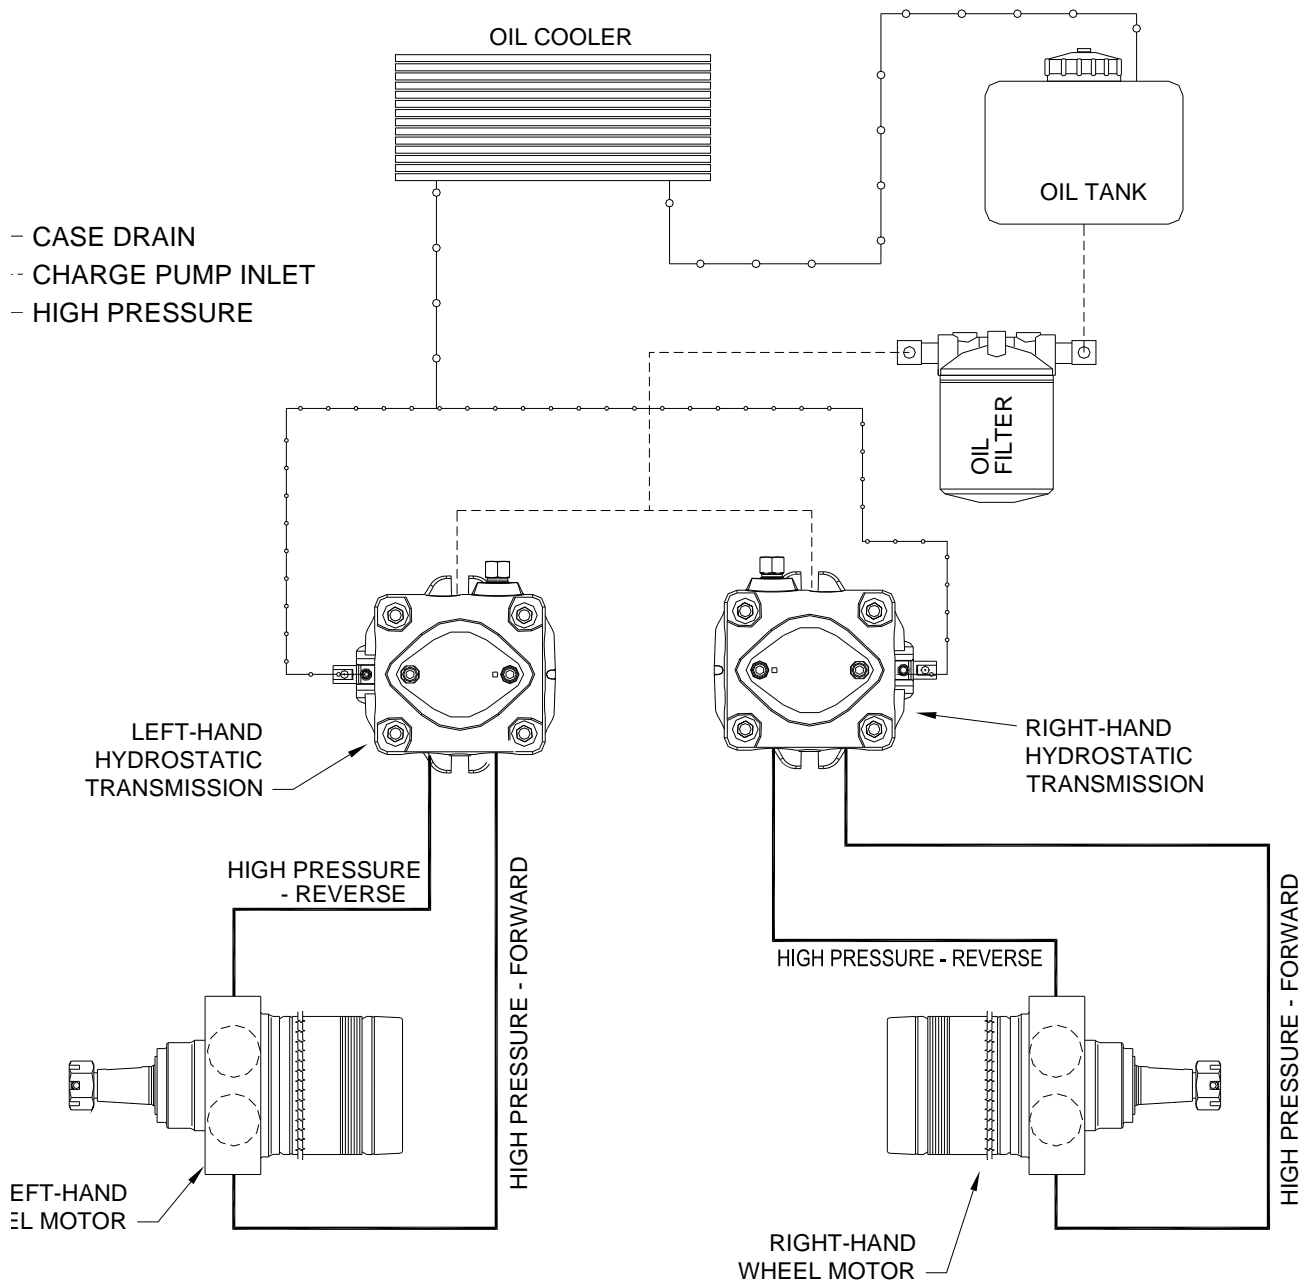 OIL COOLER
OIL TANK
CASE DRAIN
CHARGE PUMP INLET
HIGH PRESSURE
OIL
FILTER
LEFT-HAND
HYDROSTATIC
TRANSMISSION
RIGHT-HAND
HYDROSTATIC
TRANSMISSION
HIGH PRESSURE
- REVERSE
HIGH PRESSURE - FORWARD
HIGH PRESSURE - REVERSE
HIGH PRESSURE - FORWARD
EFT-HAND
EL MOTOR
RIGHT-HAND
WHEEL MOTOR